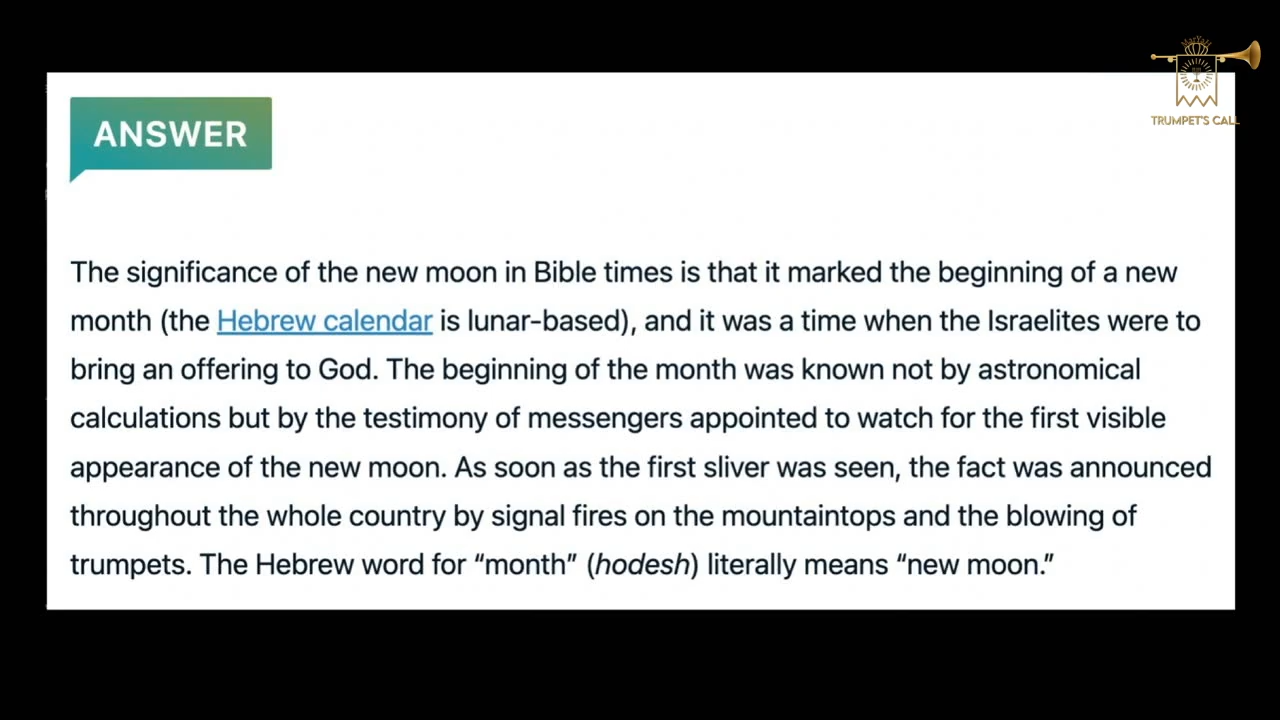 TRUMPET'S CALL
ANSWER
The significance of the new moon in Bible times is that it marked the beginning of a new
month (the Hebrew calendar is lunar-based), and it was a time when the Israelites were to
bring an offering to God. The beginning of the month was known not by astronomical
calculations but by the testimony of messengers appointed to watch for the first visible
appearance of the new moon. As soon as the first sliver was seen, the fact was announced
throughout the whole country by signal fires on the mountaintops and the blowing of
trumpets. The Hebrew word for “month” (hodesh) literally means “new moon.”